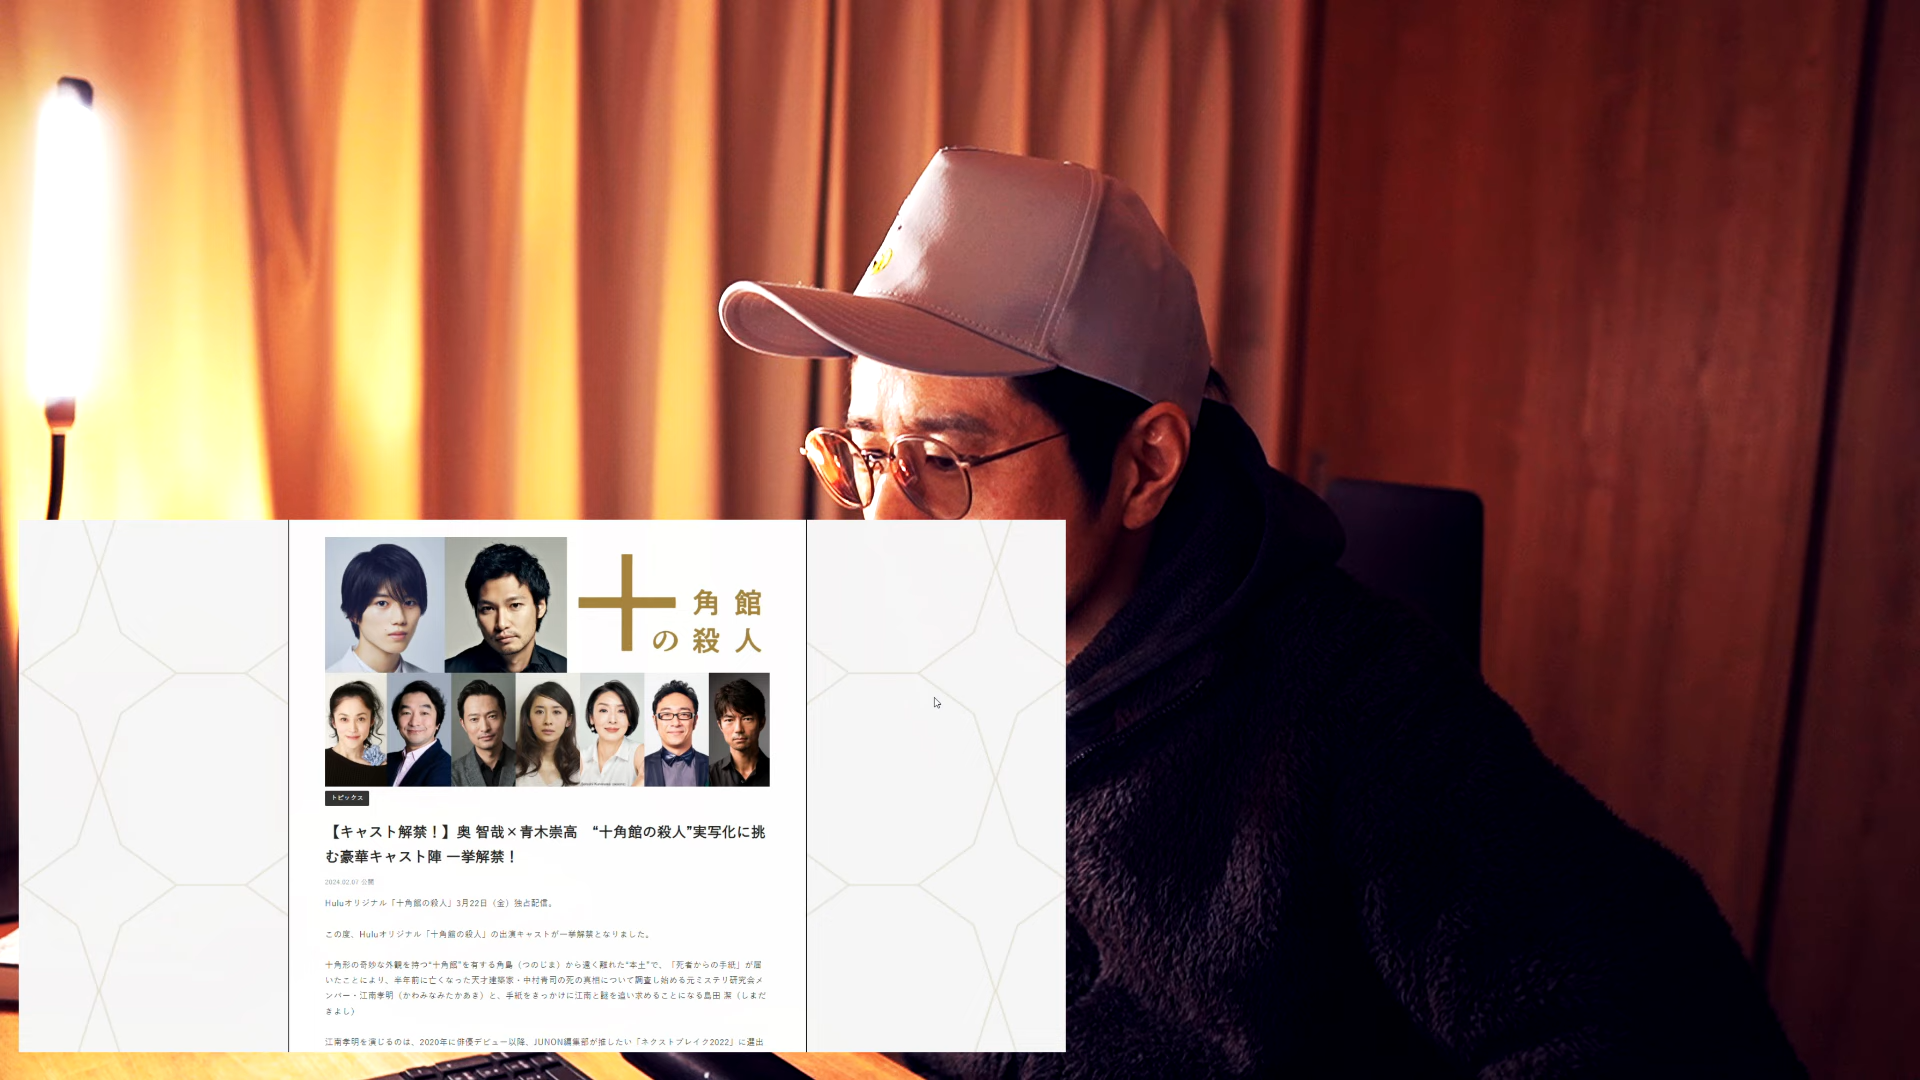 十角館
の殺人
トピックス
【キャスト解禁！】奥 智哉×青木崇高　“十角館の殺人”実写化に挑
む豪華キャスト陣 一挙解禁！
2024.02.07 公開
Huluオリジナル「十角館の殺人」3月22日（金）独占配信。
この度、Huluオリジナル「十角館の殺人」の出演キャストが一挙解禁となりました。
十角形の奇妙な外観を持つ“十角館”を有する角島（つのじま）から遠く離れた“本土”で、「死者からの手紙」が届
いたことにより、半年前に亡くなった天才建築家・中村青司の死の真相について調査し始める元ミステリ研究会メ
ンバー・江南孝明（かわみなみたかあき）と、手紙をきっかけに江南と謎を追い求めることになる島田 潔（しまだ
きよし）
江南孝明を演じるのは、2020年に俳優デビュー以降、JUNON編集部が推したい「ネクストブレイク2022」に選出